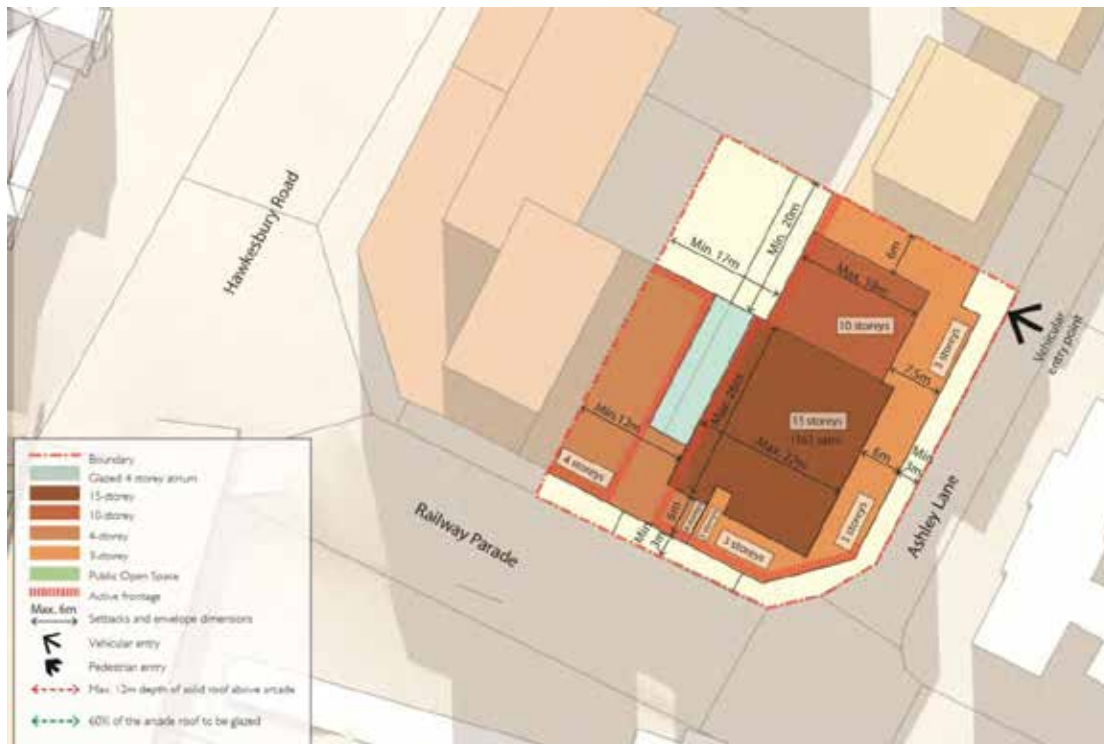 Hawkesbury Road
Min. 20m
Min. 17m
6m
Max. 18m
10 storeys
3 storeys
Vehicular
entry point
7.5m
Max. 26m
15 storeys
Max. 27m
6m
Min
3m
Min. 12m
4 storeys
6m
Min
3m
3 storeys
3 storeys
Railway Parade
Ashley Lane
Boundary
Glazed 4 storey atrium
15-storey
10-storey
4-storey
3-storey
Public Open Space
Active frontage
Max. 6m
Setbacks and envelope dimensions
Vehicular entry
Pedestrian entry
Max. 12m depth of solid roof above arcade
60% of the arcade roof to be glazed